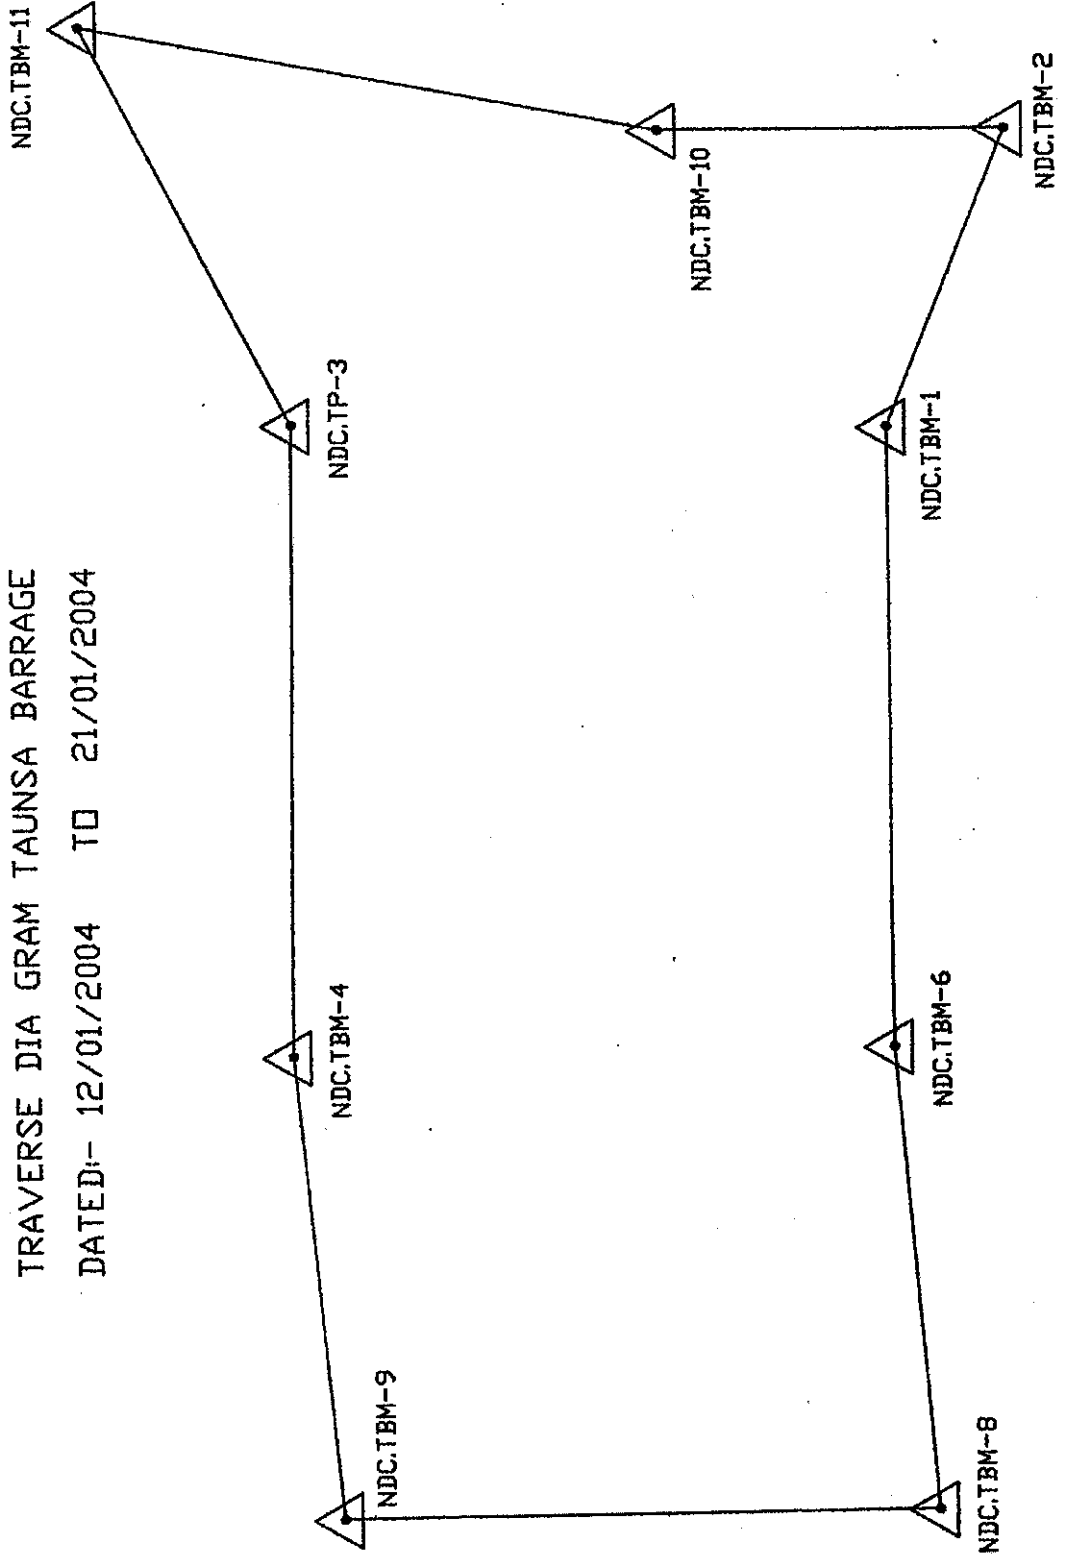 TRAVERSE DIA GRAM TAUNSA BARRAGE
DATED:- 12/01/2004 TO 21/01/2004
NDC.TBM-11
NDC.TP-3
NDC.TBM-4
NDC.TBM-9
NDC.TBM-10
NDC.TBM-2
NDC.TBM-1
NDC.TBM-6
NDC.TBM-8